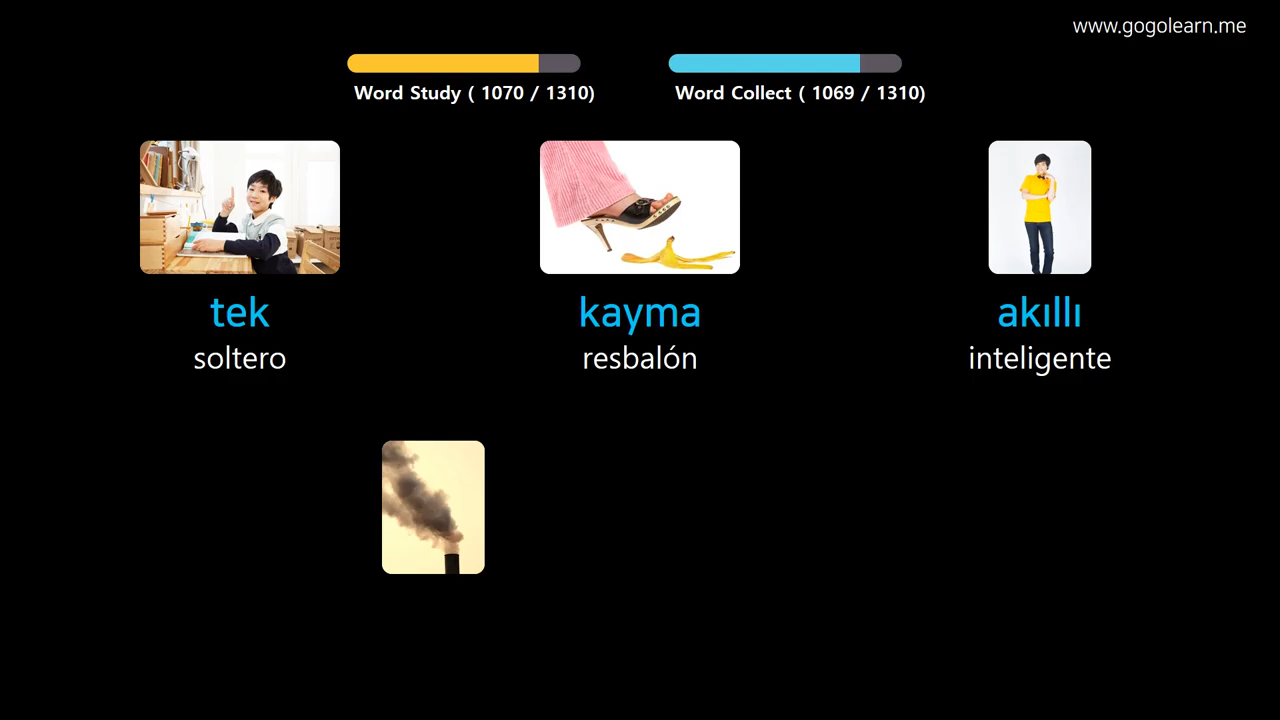 www.gogolearn.me
Word Study ( 1070 / 1310)
Word Collect ( 1069 / 1310)
tek
soltero
kayma
resbalón
akıllı
inteligente